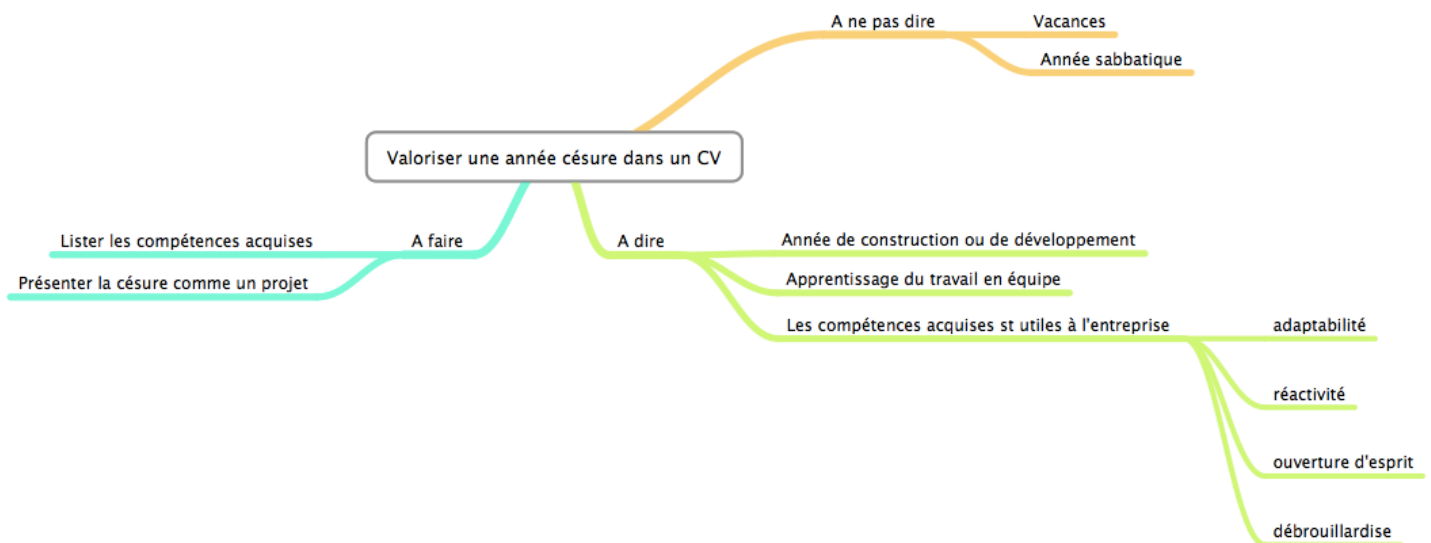 A ne pas dire
Vacances
Année sabbatique
Valoriser une année césure dans un CV
A faire
Lister les compétences acquises
Présenter la césure comme un projet
A dire
Année de construction ou de développement
Apprentissage du travail en équipe
Les compétences acquises st utiles à l'entreprise
adaptabilité
réactivité
ouverture d'esprit
débrouillardise